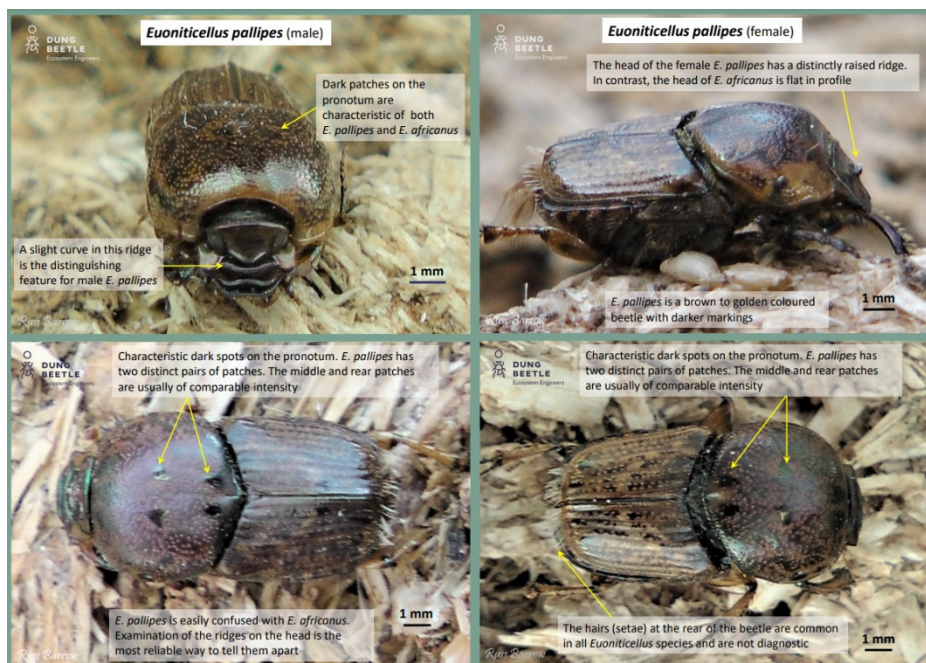 DUNG
BEETLE
Ecosystem Engineers
Euoniticellus pallipes (male)
Dark patches on the
pronotum are
characteristic of both
E. pallipes and E. africanus
A slight curve in this ridge
is the distinguishing
feature for male E. pallipes
1 mm
Russ Barrow
DUNG
BEETLE
Ecosystem Engineers
Euoniticellus pallipes (female)
The head of the female E. pallipes has a distinctly raised ridge.
In contrast, the head of E. africanus is flat in profile
E. pallipes is a brown to golden coloured
beetle with darker markings
1 mm
Russ Barrow
DUNG
BEETLE
Ecosystem Engineers
Characteristic dark spots on the pronotum. E. pallipes has
two distinct pairs of patches. The middle and rear patches
are usually of comparable intensity
E. pallipes is easily confused with E. africanus.
Examination of the ridges on the head is the
most reliable way to tell them apart
1 mm
Russ Barrow
DUNG
BEETLE
Ecosystem Engineers
Characteristic dark spots on the pronotum. E. pallipes has
two distinct pairs of patches. The middle and rear patches
are usually of comparable intensity
The hairs (setae) at the rear of the beetle are common
in all Euoniticellus species and are not diagnostic
1 mm
Russ Barrow